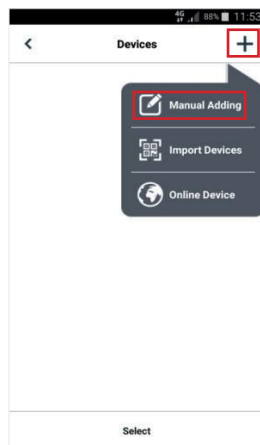 4G 88% 11:53
Devices
Manual Adding
Import Devices
Online Device
Select